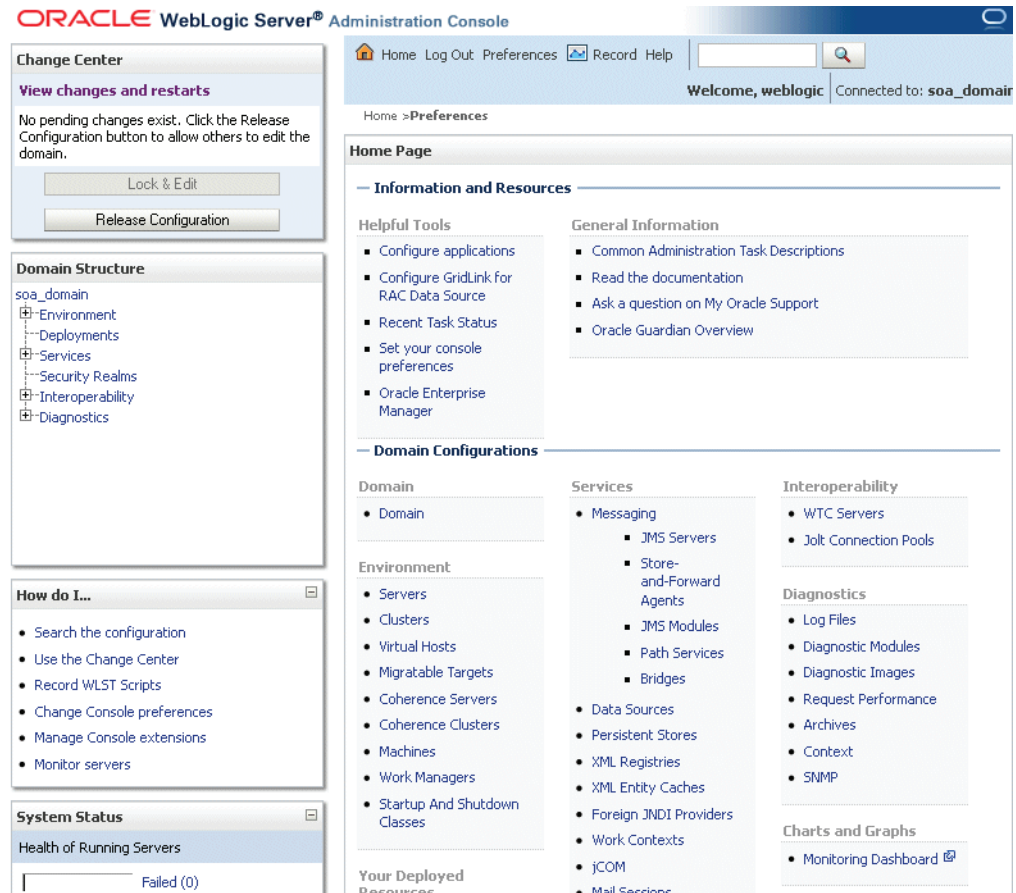 ORACLE WebLogic Server® Administration Console
Change Center
View changes and restarts
No pending changes exist. Click the Release
Configuration button to allow others to edit the
domain.
Lock & Edit
Release Configuration
Domain Structure
soa_domain
Environment
Deployments
Services
Security Realms
Interoperability
Diagnostics
How do I...
Search the configuration
Use the Change Center
Record WLST Scripts
Change Console preferences
Manage Console extensions
Monitor servers
System Status
Health of Running Servers
Failed (0)
Home Log Out Preferences Record Help
Welcome, weblogic Connected to: soa_domain
Home >Preferences
Home Page
Information and Resources
Helpful Tools
Configure applications
Configure GridLink for
RAC Data Source
Recent Task Status
Set your console
preferences
Oracle Enterprise
Manager
General Information
Common Administration Task Descriptions
Read the documentation
Ask a question on My Oracle Support
Oracle Guardian Overview
Domain Configurations
Domain
Domain
Environment
Servers
Clusters
Virtual Hosts
Migratable Targets
Coherence Servers
Coherence Clusters
Machines
Work Managers
Startup And Shutdown
Classes
Your Deployed
Resources
Services
Messaging
JMS Servers
Store-
and-Forward
Agents
JMS Modules
Path Services
Bridges
Data Sources
Persistent Stores
XML Registries
XML Entity Caches
Foreign JNDI Providers
Work Contexts
jCOM
Mail Sessions
Interoperability
WTC Servers
Jolt Connection Pools
Diagnostics
Log Files
Diagnostic Modules
Diagnostic Images
Request Performance
Archives
Context
SNMP
Charts and Graphs
Monitoring Dashboard